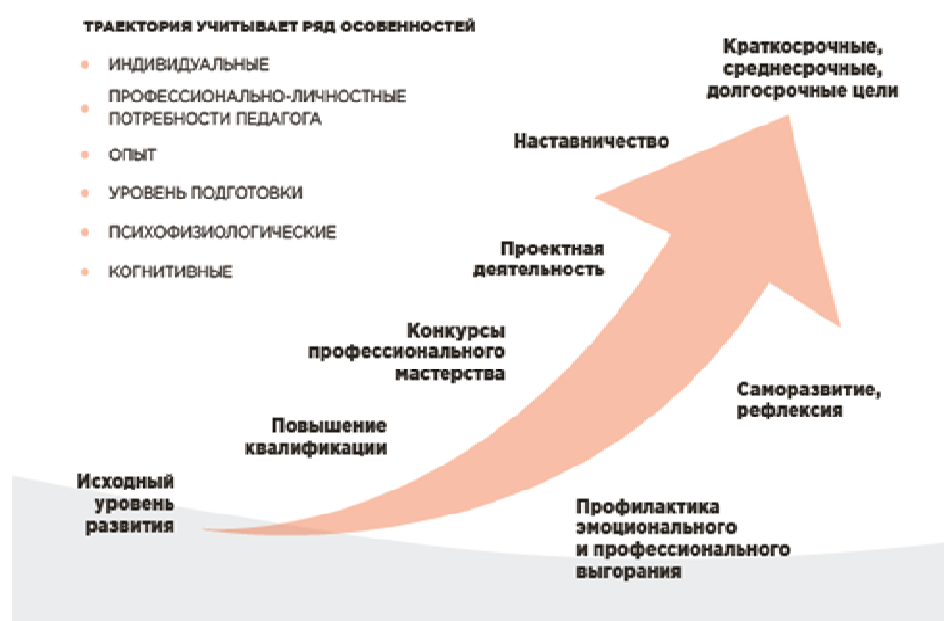 ТРАЕКТОРИЯ УЧИТЫВАЕТ РЯД ОСОБЕННОСТЕЙ
ИНДИВИДУАЛЬНЫЕ
ПРОФЕССИОНАЛЬНО-ЛИЧНОСТНЫЕ
ПОТРЕБНОСТИ ПЕДАГОГА
ОПЫТ
УРОВЕНЬ ПОДГОТОВКИ
ПСИХОФИЗИОЛОГИЧЕСКИЕ
КОГНИТИВНЫЕ
Краткосрочные,
среднесрочные,
долгосрочные цели
Наставничество
Проектная
деятельность
Конкурсы
профессионального
мастерства
Повышение
квалификации
Исходный
уровень
развития
Саморазвитие,
рефлексия
Профилактика
эмоционального
и профессионального
выгорания